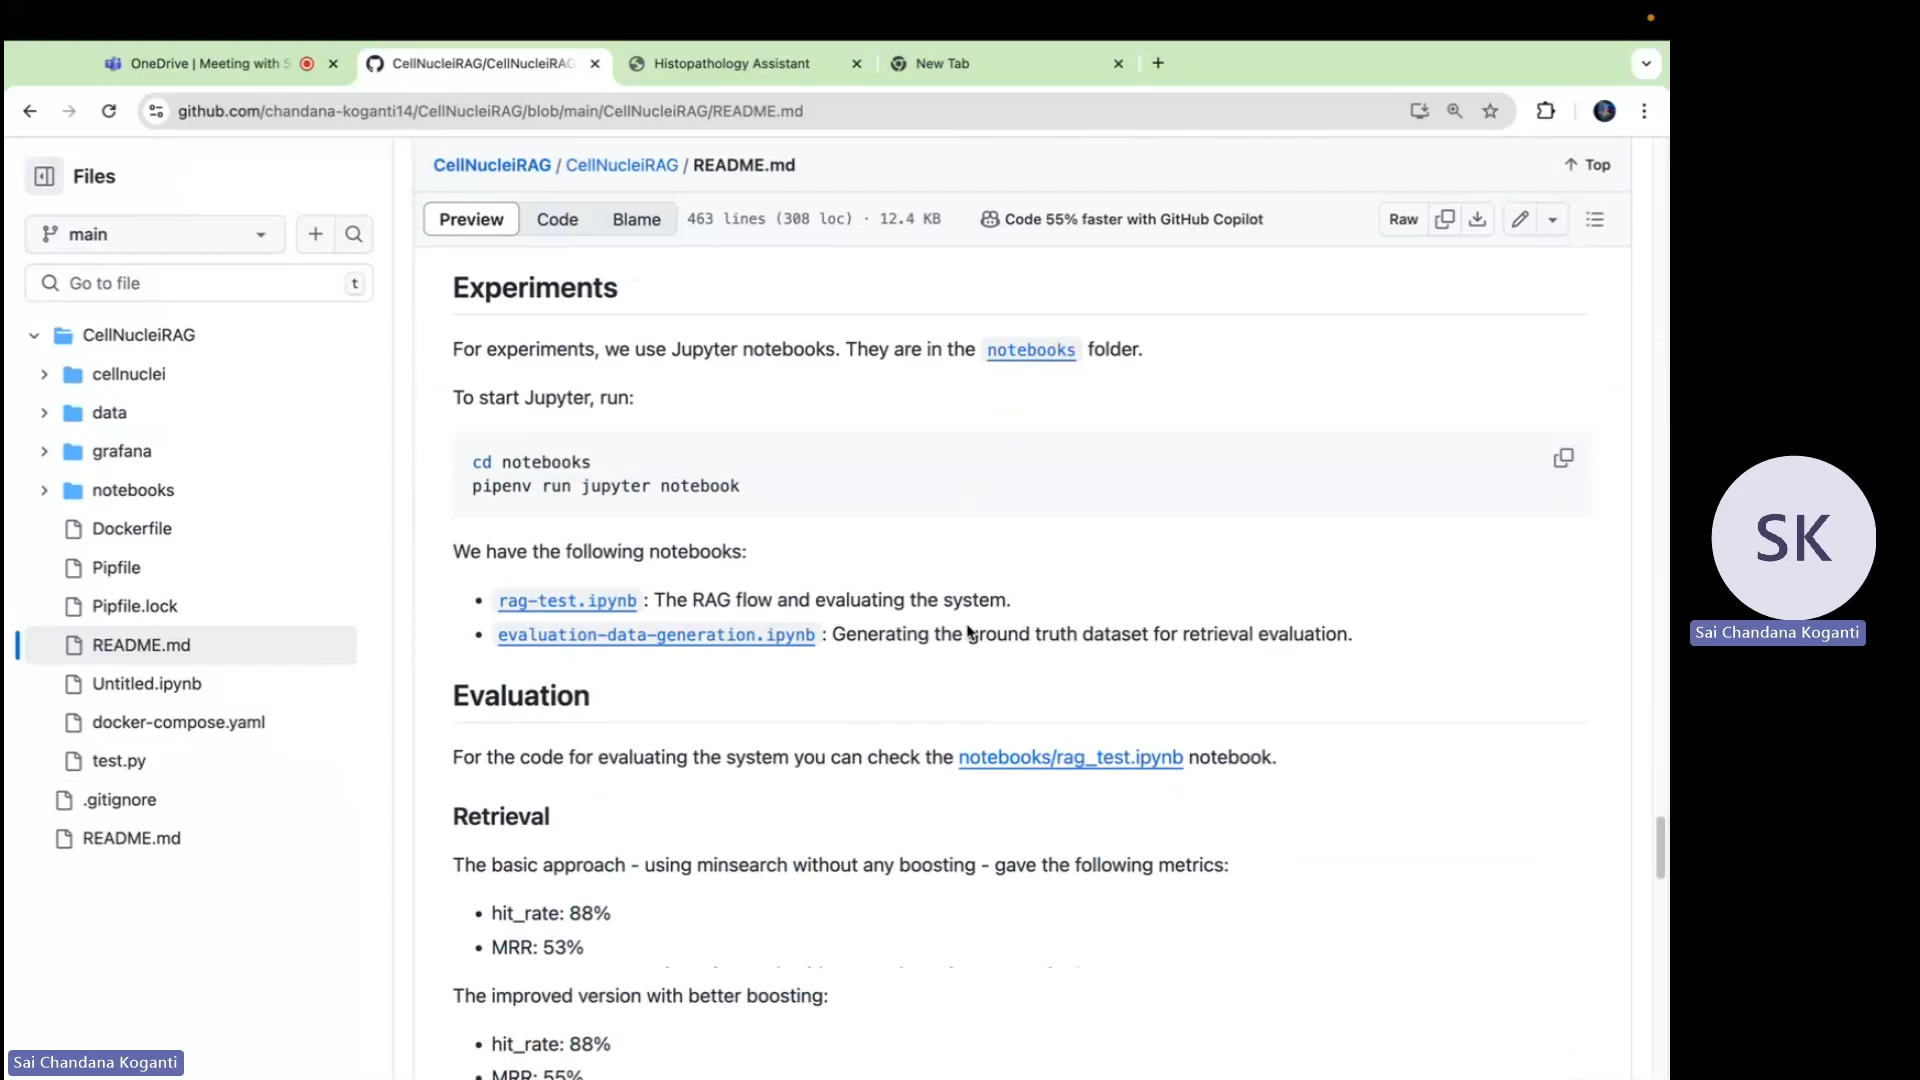 OneDrive | Meeting with S
CellNucleiRAG/CellNucleiRAG
Histopathology Assistant
New Tab
github.com/chandana-koganti14/CellNucleiRAG/blob/main/CellNucleiRAG/README.md
Files
main
Go to file
t
CellNucleiRAG
cellnuclei
data
grafana
notebooks
Dockerfile
Pipfile
Pipfile.lock
README.md
Untitled.ipynb
docker-compose.yaml
test.py
.gitignore
README.md
CellNucleiRAG / CellNucleiRAG / README.md
Top
Preview Code Blame 463 lines (308 loc) · 12.4 KB Code 55% faster with GitHub Copilot Raw
Experiments
For experiments, we use Jupyter notebooks. They are in the notebooks folder.
To start Jupyter, run:
cd notebooks
pipenv run jupyter notebook
We have the following notebooks:
• rag-test.ipynb : The RAG flow and evaluating the system.
• evaluation-data-generation.ipynb : Generating the ground truth dataset for retrieval evaluation.
Evaluation
For the code for evaluating the system you can check the notebooks/rag_test.ipynb notebook.
Retrieval
The basic approach - using minsearch without any boosting - gave the following metrics:
• hit_rate: 88%
• MRR: 53%
The improved version with better boosting:
• hit_rate: 88%
• MRR: 55%
SK
Sai Chandana Koganti
Sai Chandana Koganti